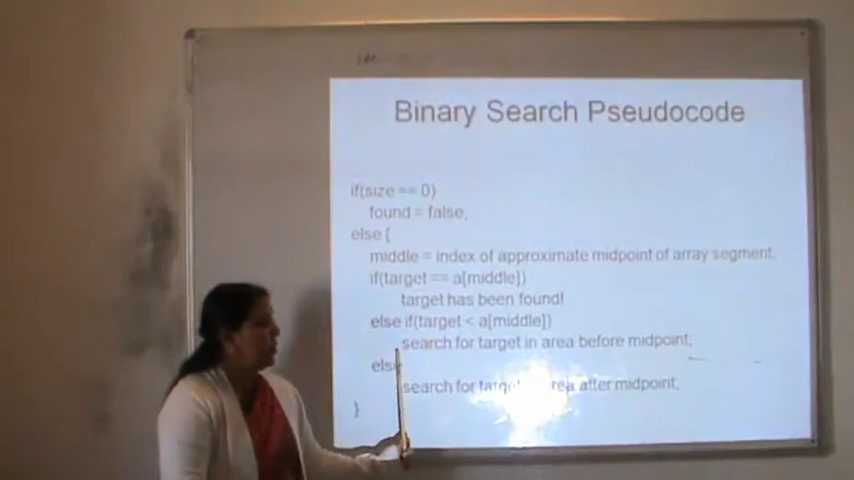 Binary Search Pseudocode
if(size == 0)
found = false;
else {
middle = index of approximate midpoint of array segment;
if(target == a[middle])
target has been found!
else if(target < a[middle])
search for target in area before midpoint;
else
search for target area after midpoint;
}